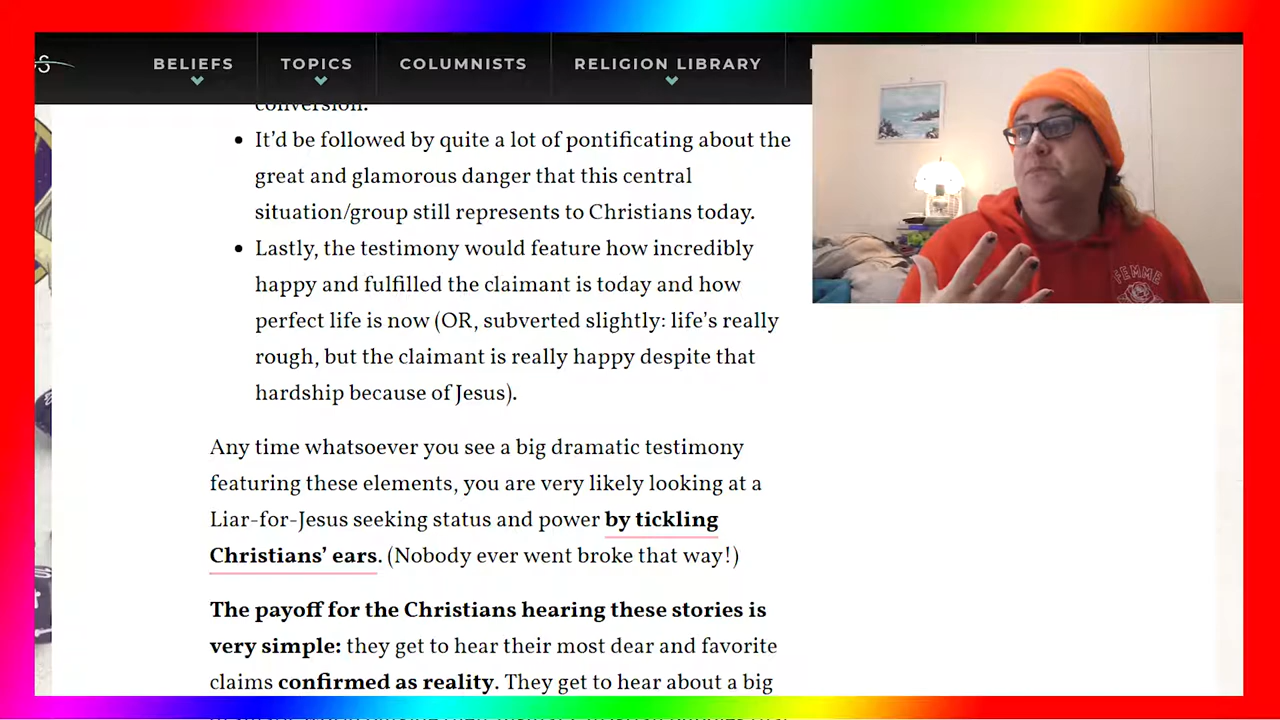 S
BELIEFS
TOPICS
COLUMNISTS
RELIGION LIBRARY
conversion.
• It’d be followed by quite a lot of pontificating about the
great and glamorous danger that this central
situation/group still represents to Christians today.
• Lastly, the testimony would feature how incredibly
happy and fulfilled the claimant is today and how
perfect life is now (OR, subverted slightly: life’s really
rough, but the claimant is really happy despite that
hardship because of Jesus).
Any time whatsoever you see a big dramatic testimony
featuring these elements, you are very likely looking at a
Liar-for-Jesus seeking status and power by tickling
Christians’ ears. (Nobody ever went broke that way!)
The payoff for the Christians hearing these stories is
very simple: they get to hear their most dear and favorite
claims confirmed as reality. They get to hear about a big
FEMME